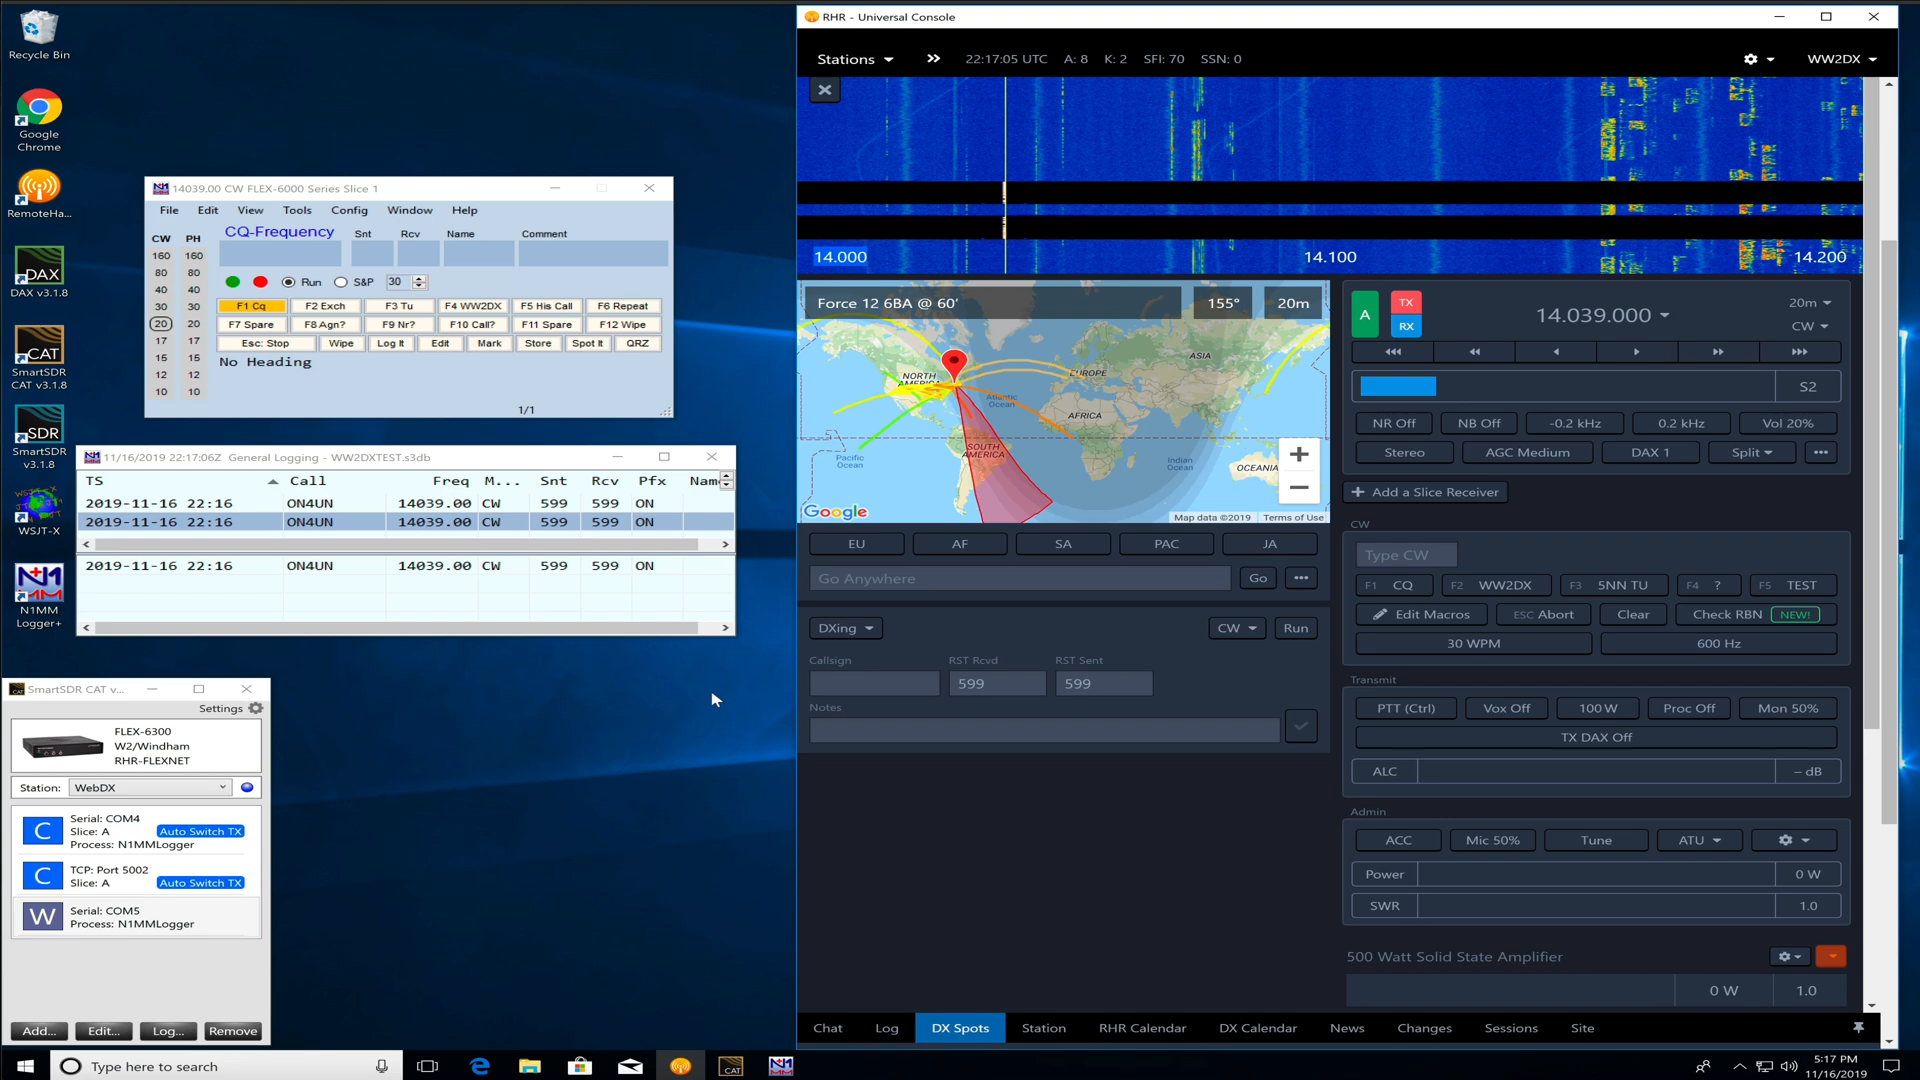 Recycle Bin
Google
Chrome
RemoteHa...
DAX
DAX v3.1.8
CAT
SmartSDR
CAT v3.1.8
SDR
SmartSDR
v3.1.8
WSJT-X
N1MM
Logger+
14039.00 CW FLEX-6000 Series Slice 1
File Edit View Tools Config Window Help
CW PH CQ-Frequency Snt Rcv Name Comment
160 160
80 80
40 40
30 30
20 20
17 17
15 15
12 12
10 10
Run S&P 30
F1 Cq F2 Exch F3 Tu F4 WW2DX F5 His Call F6 Repeat
F7 Spare F8 Agn? F9 Nr? F10 Call? F11 Spare F12 Wipe
Esc: Stop Wipe Log It Edit Mark Store Spot It QRZ
No Heading
1/1
11/16/2019 22:17:06Z General Logging - WW2DXTEST.s3db
TS Call Freq M... Snt Rcv Pfx Name
2019-11-16 22:16 ON4UN 14039.00 CW 599 599 ON
2019-11-16 22:16 ON4UN 14039.00 CW 599 599 ON
2019-11-16 22:16 ON4UN 14039.00 CW 599 599 ON
SmartSDR CAT v...
Settings
FLEX-6300
W2/Windham
RHR-FLEXNET
Station: WebDX
C Serial: COM4
Slice: A Auto Switch TX
Process: N1MMLogger
C TCP: Port 5002
Slice: A Auto Switch TX
W Serial: COM5
Process: N1MMLogger
Add... Edit... Log... Remove
RHR - Universal Console
Stations 22:17:05 UTC A: 8 K: 2 SFI: 70 SSN: 0 WW2DX
14.000 14.100 14.200
Force 12 6BA @ 60' 155° 20m
NORTH AMERICA
Atlantic Ocean
EUROPE
ASIA
AFRICA
SOUTH AMERICA
Pacific Ocean
Indian Ocean
OCEANIA
Google Map data ©2019 Terms of Use
EU AF SA PAC JA
Go Anywhere Go
DXing CW Run
Callsign RST Rcvd RST Sent
599 599
Notes
A TX RX 14.039.000 20m CW
S2
NR Off NB Off -0.2 kHz 0.2 kHz Vol 20%
Stereo AGC Medium DAX 1 Split
Add a Slice Receiver
CW
Type CW
F1 CQ F2 WW2DX F3 5NN TU F4 ? F5 TEST
Edit Macros ESC Abort Clear Check RBN NEW!
30 WPM 600 Hz
Transmit
PTT (Ctrl) Vox Off 100 W Proc Off Mon 50%
TX DAX Off
ALC – dB
Admin
ACC Mic 50% Tune ATU
Power 0 W
SWR 1.0
500 Watt Solid State Amplifier
0 W 1.0
Chat Log DX Spots Station RHR Calendar DX Calendar News Changes Sessions Site
Type here to search
CAT
5:17 PM
11/16/2019